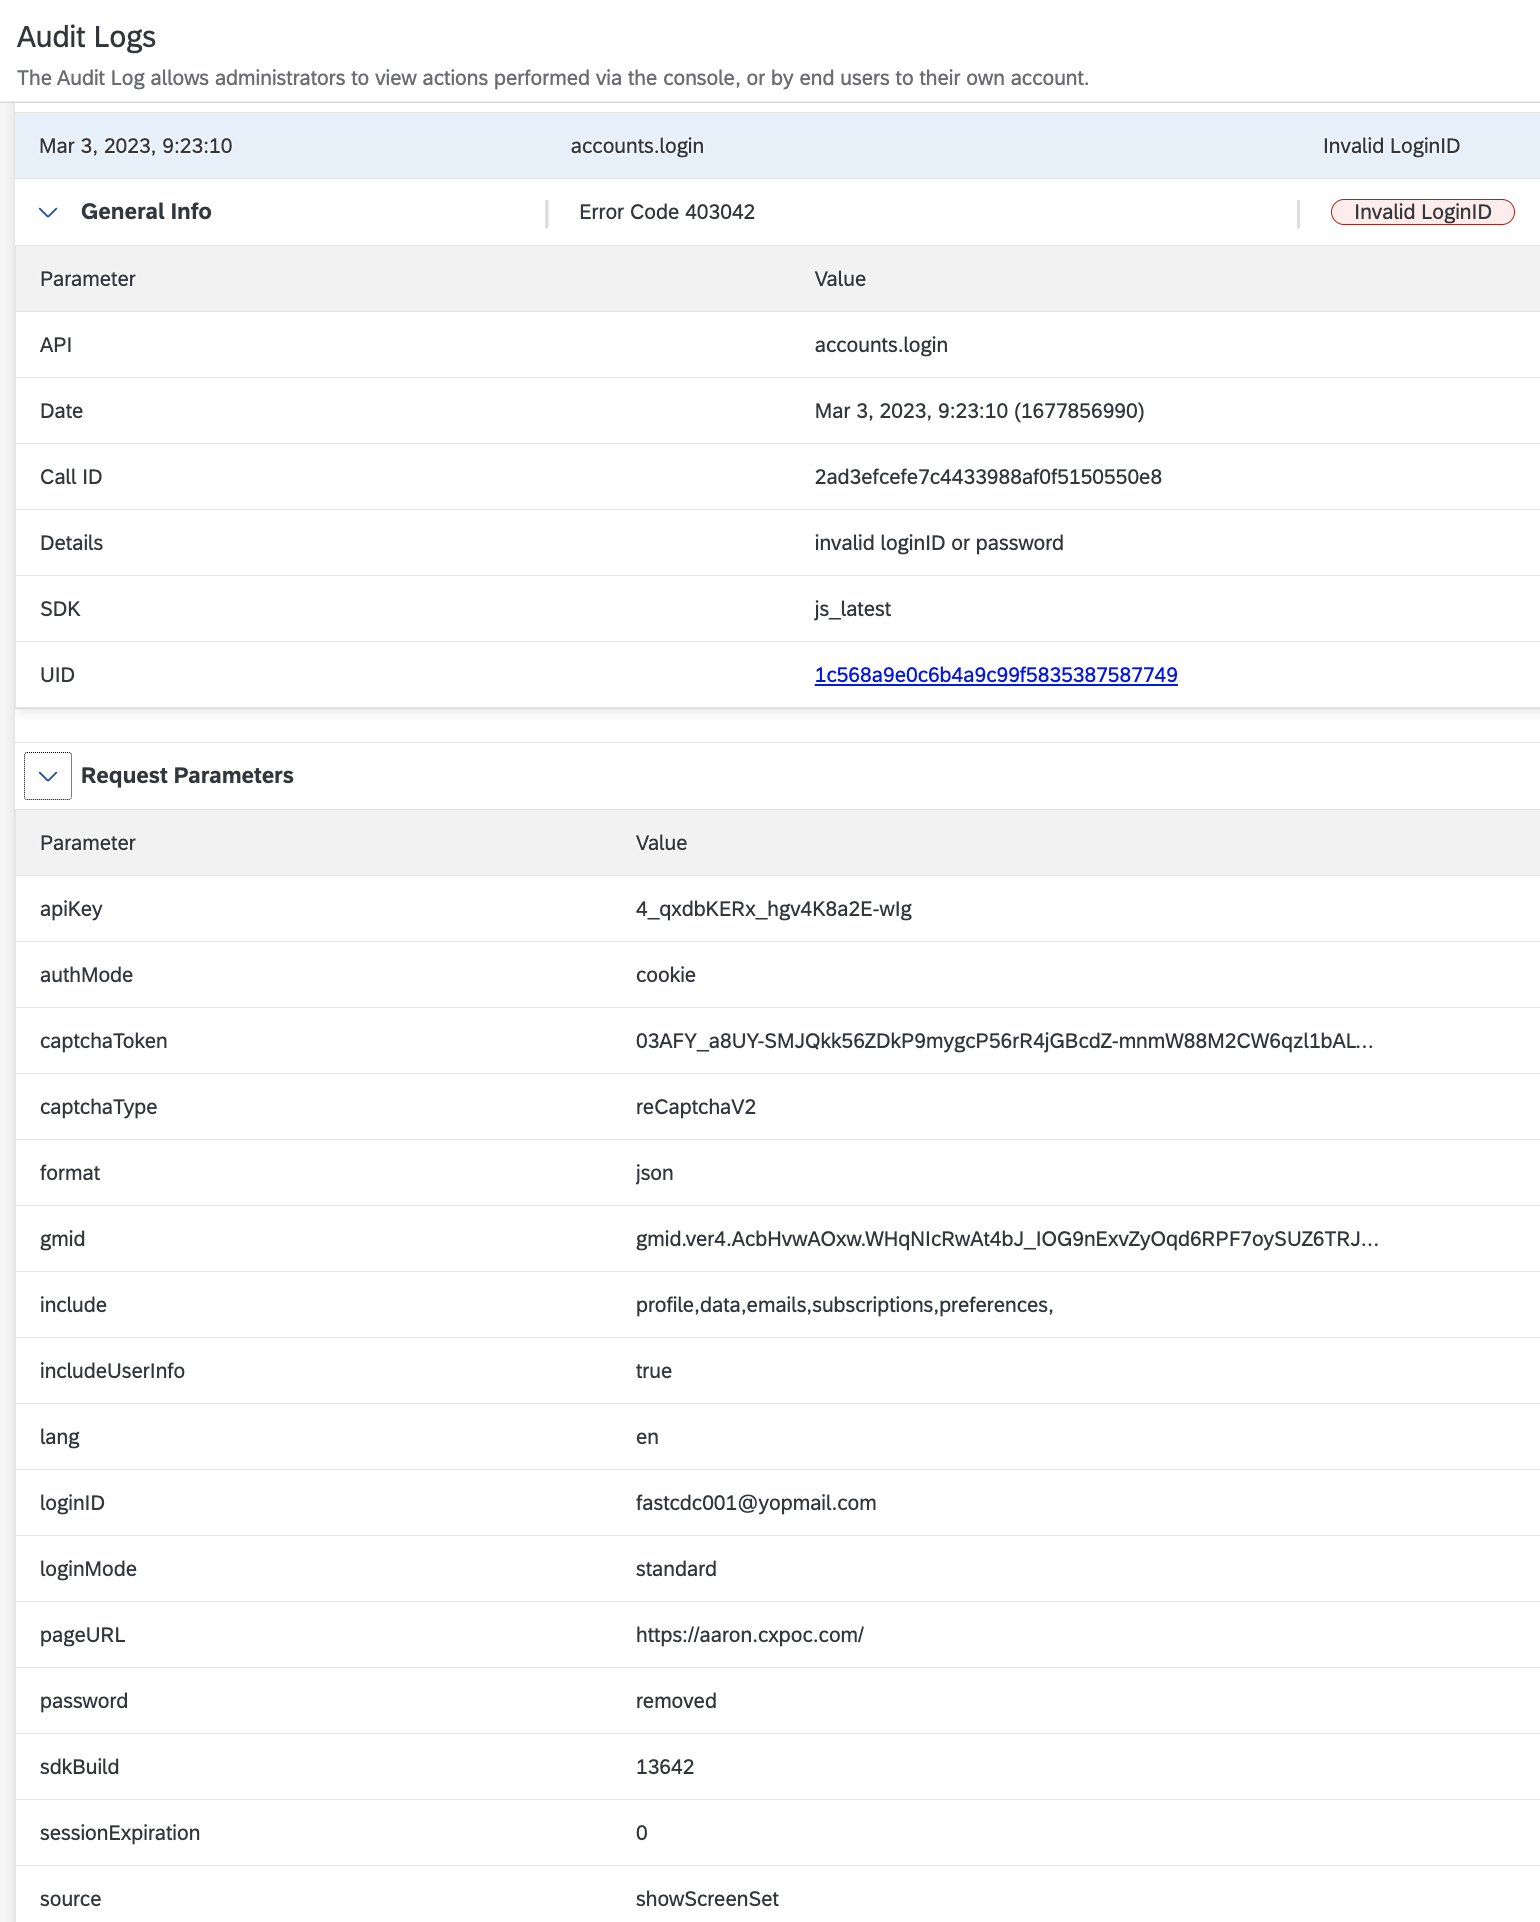 Audit Logs
The Audit Log allows administrators to view actions performed via the console, or by end users to their own account.
Mar 3, 2023, 9:23:10 accounts.login Invalid LoginID
General Info Error Code 403042 Invalid LoginID
Parameter Value
API accounts.login
Date Mar 3, 2023, 9:23:10 (1677856990)
Call ID 2ad3efcefe7c4433988af0f5150550e8
Details invalid loginID or password
SDK js_latest
UID 1c568a9e0c6b4a9c99f5835387587749
Request Parameters
Parameter Value
apiKey 4_qxdbKERx_hgv4K8a2E-wIg
authMode cookie
captchaToken 03AFY_a8UY-SMJQkk56ZDkP9mygcP56rR4jGBcdZ-mnmW88M2CW6qzl1bAL...
captchaType reCaptchaV2
format json
gmid gmid.ver4.AcbHvwAOxw.WHqNIcRwAt4bJ_IOG9nExvZyOqd6RPF7oySUZ6TRJ...
include profile,data,emails,subscriptions,preferences,
includeUserInfo true
lang en
loginID fastcdc001@yopmail.com
loginMode standard
pageURL https://aaron.cxpoc.com/
password removed
sdkBuild 13642
sessionExpiration 0
source showScreenSet